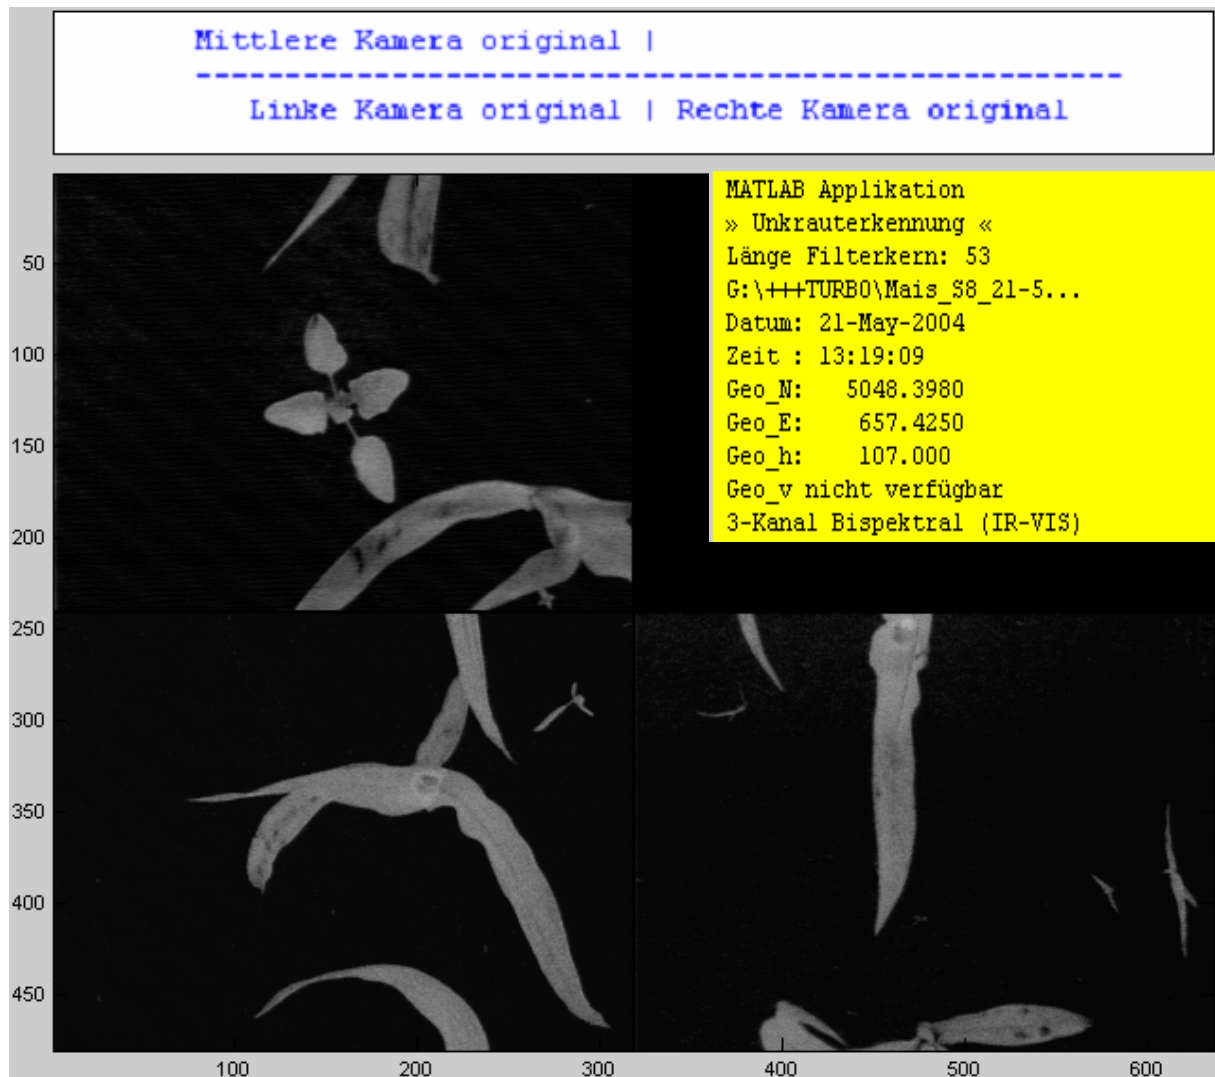 Mittlere Kamera original |
----------------------------------------------------
Linke Kamera original | Rechte Kamera original
MATLAB Applikation
» Unkrauterkennung «
Länge Filterkern: 53
G:\+++TURBO\Mais_S8_21-5...
Datum: 21-May-2004
Zeit : 13:19:09
Geo_N: 5048.3980
Geo_E: 657.4250
Geo_h: 107.000
Geo_v nicht verfügbar
3-Kanal Bispektral (IR-VIS)
50
100
150
200
250
300
350
400
450
100 200 300 400 500 600